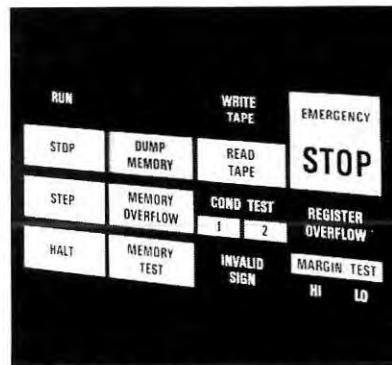 RUN
WRITE
TAPE
EMERGENCY
STOP
STOP
DUMP
MEMORY
READ
TAPE
STEP
MEMORY
OVERFLOW
COND TEST
1 2
REGISTER
OVERFLOW
HALT
MEMORY
TEST
INVALID
SIGN
MARGIN TEST
HI LO